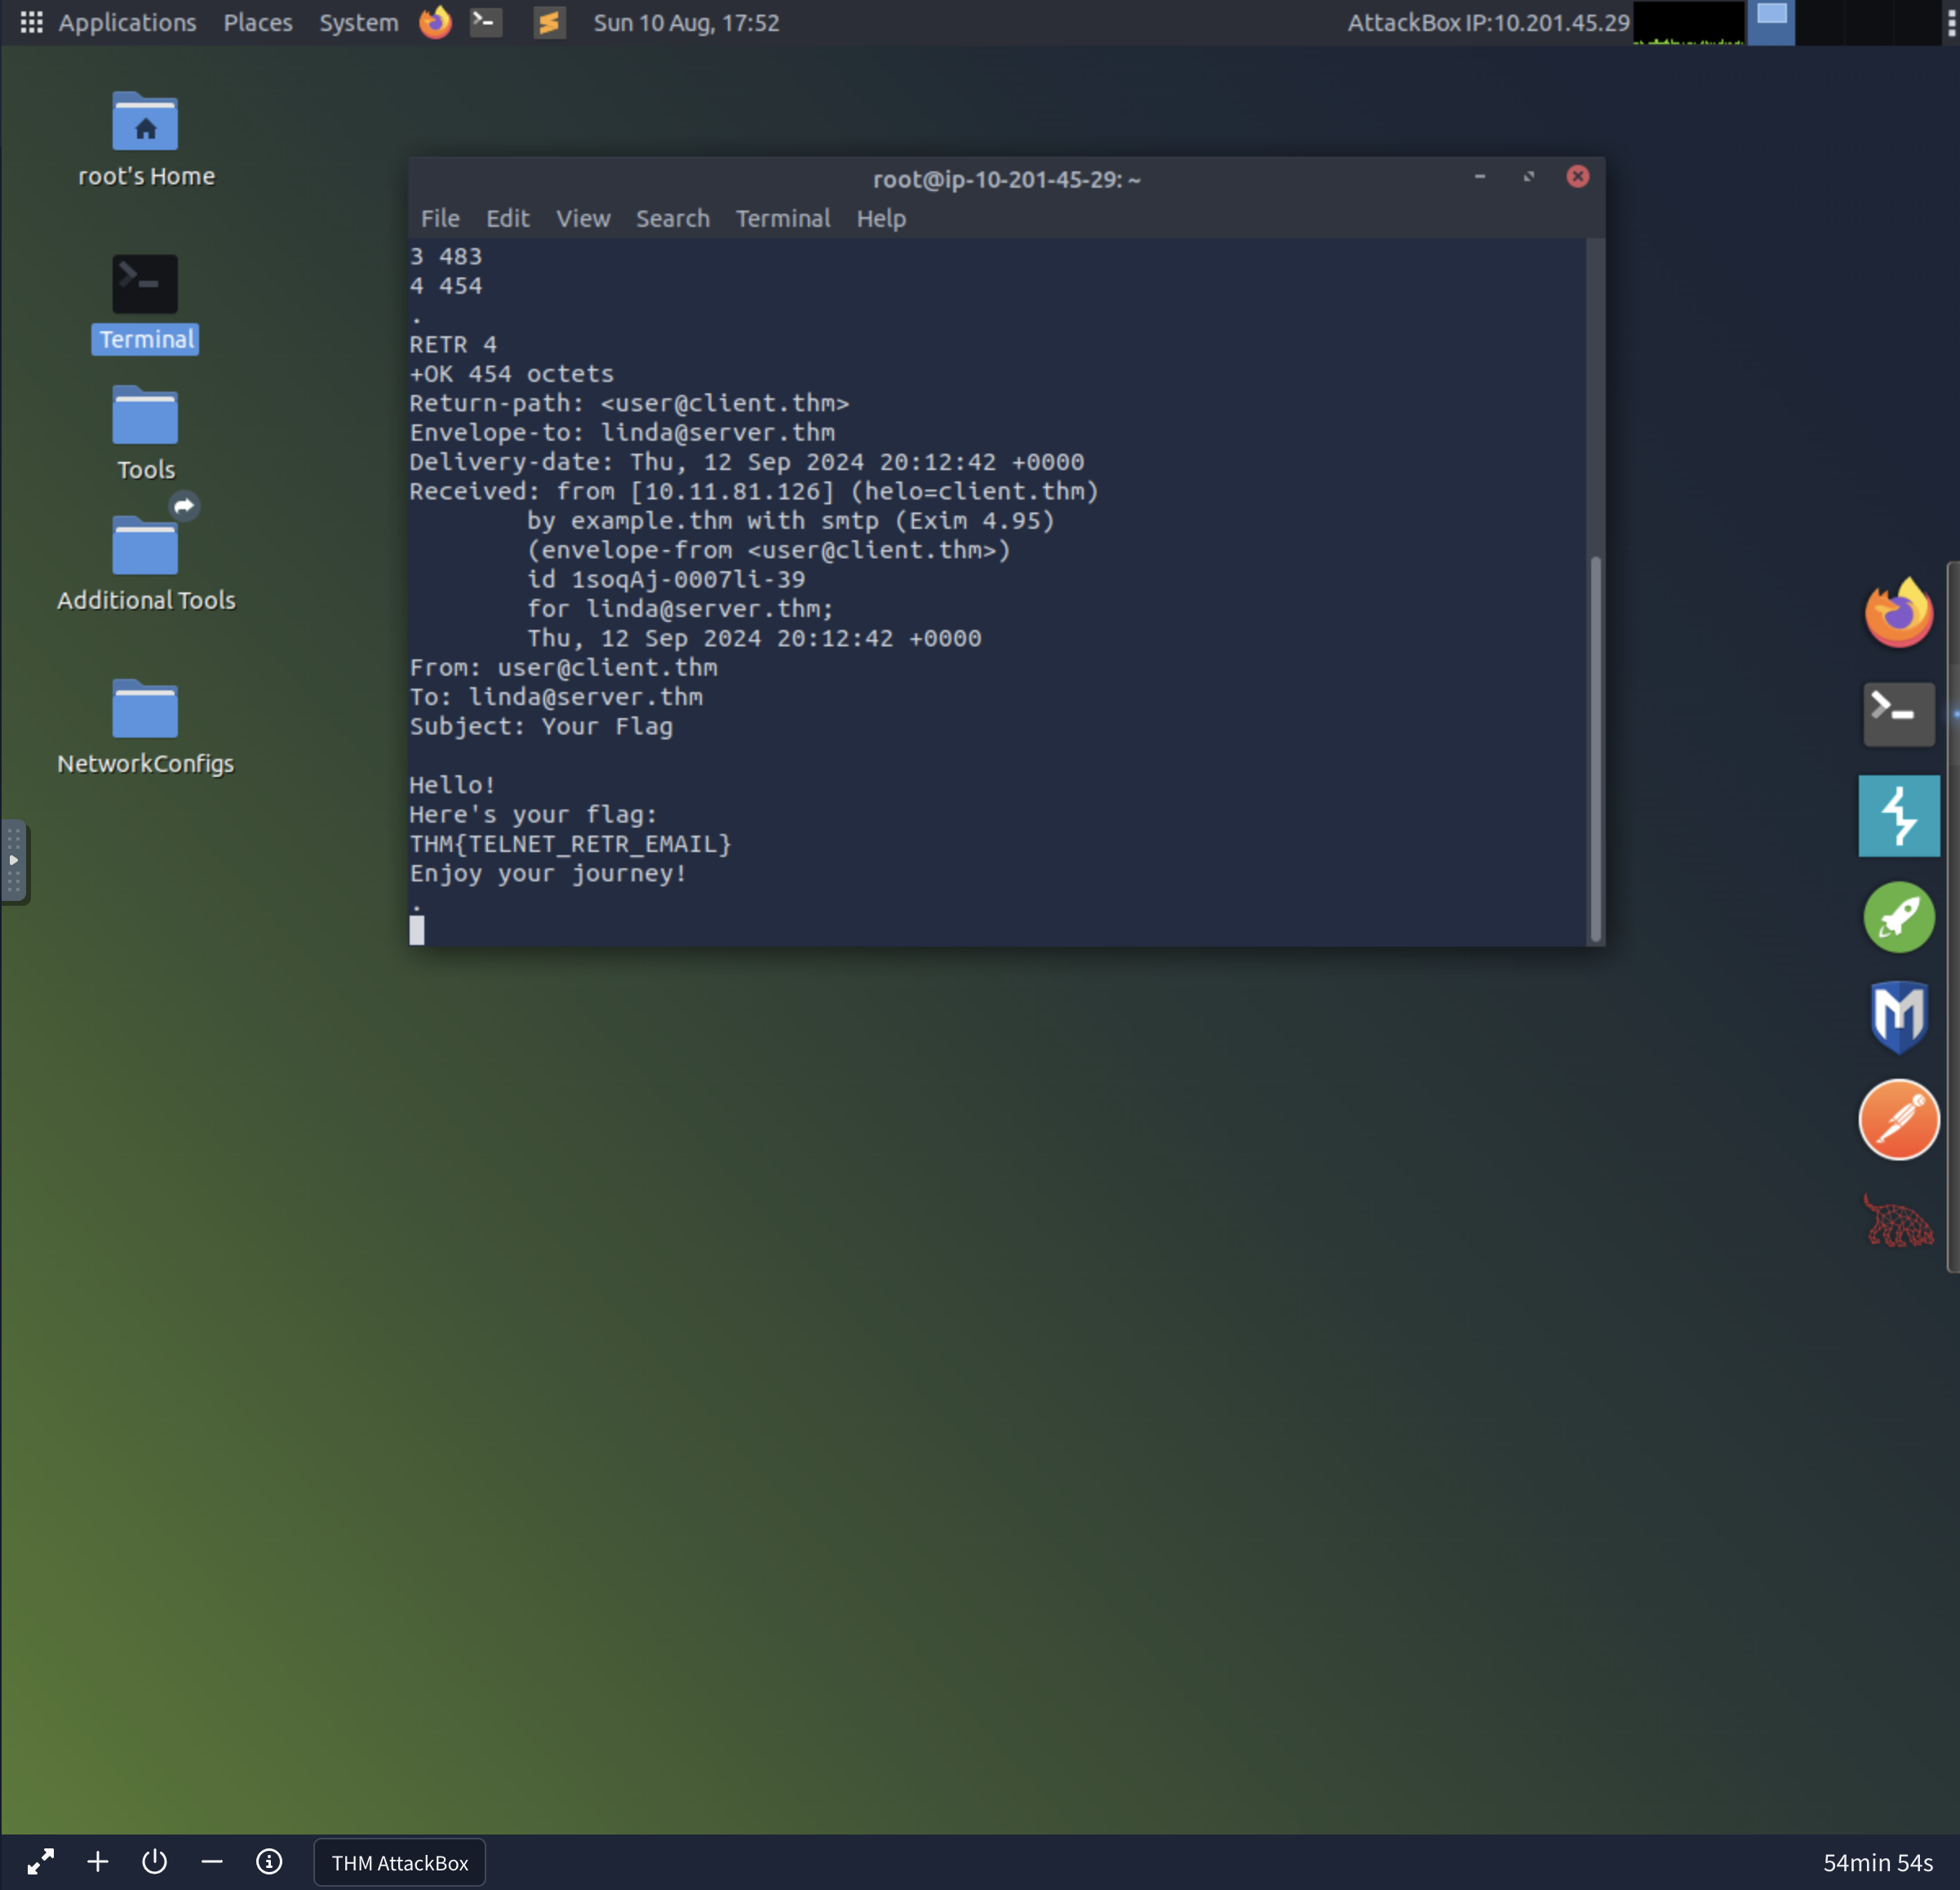 Applications Places System Sun 10 Aug, 17:52 AttackBox IP:10.201.45.29
root's Home
Terminal
Tools
Additional Tools
NetworkConfigs
root@ip-10-201-45-29: ~
File Edit View Search Terminal Help
3 483
4 454
.
RETR 4
+OK 454 octets
Return-path: <user@client.thm>
Envelope-to: linda@server.thm
Delivery-date: Thu, 12 Sep 2024 20:12:42 +0000
Received: from [10.11.81.126] (helo=client.thm)
by example.thm with smtp (Exim 4.95)
(envelope-from <user@client.thm>)
id 1soqAj-0007li-39
for linda@server.thm;
Thu, 12 Sep 2024 20:12:42 +0000
From: user@client.thm
To: linda@server.thm
Subject: Your Flag
Hello!
Here's your flag:
THM{TELNET_RETR_EMAIL}
Enjoy your journey!
.
THM AttackBox
54min 54s